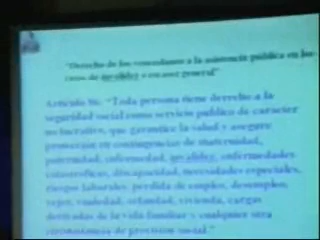 "Derecho de los venezolanos a la asistencia pública en los
casos de invalidez o vejez general"
Artículo 86: "Toda persona tiene derecho a la
seguridad social como servicio público de carácter
no lucrativo, que garantice la salud y asegure
protección en contingencias de maternidad,
paternidad, enfermedad, invalidez, enfermedades
catastróficas, discapacidad, necesidades especiales,
riesgos laborales, pérdida de empleo, desempleo,
vejez, viudedad, orfandad, vivienda, cargas
derivadas de la vida familiar y cualquier otra
circunstancia de previsión social."